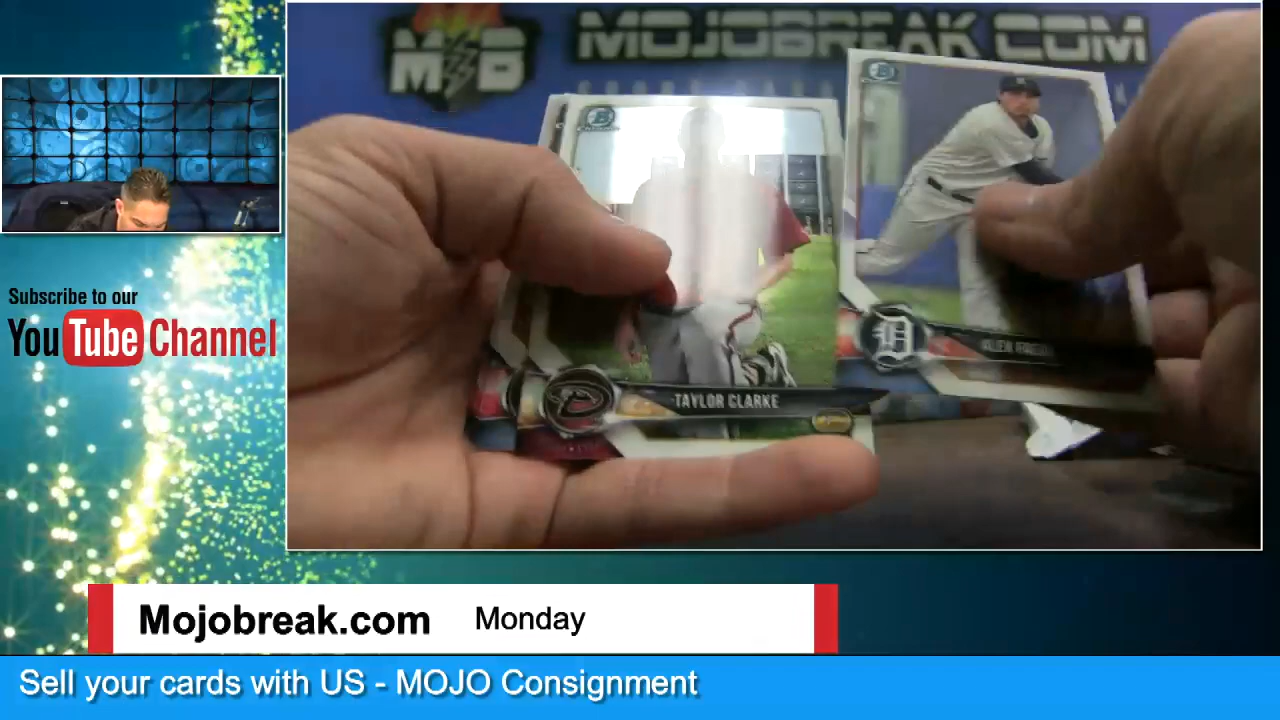 M B
MOJOBREAK.COM
Subscribe to our
YouTube Channel
TAYLOR CLARKE
D
ALEX
Mojobreak.com Monday
Sell your cards with US - MOJO Consignment